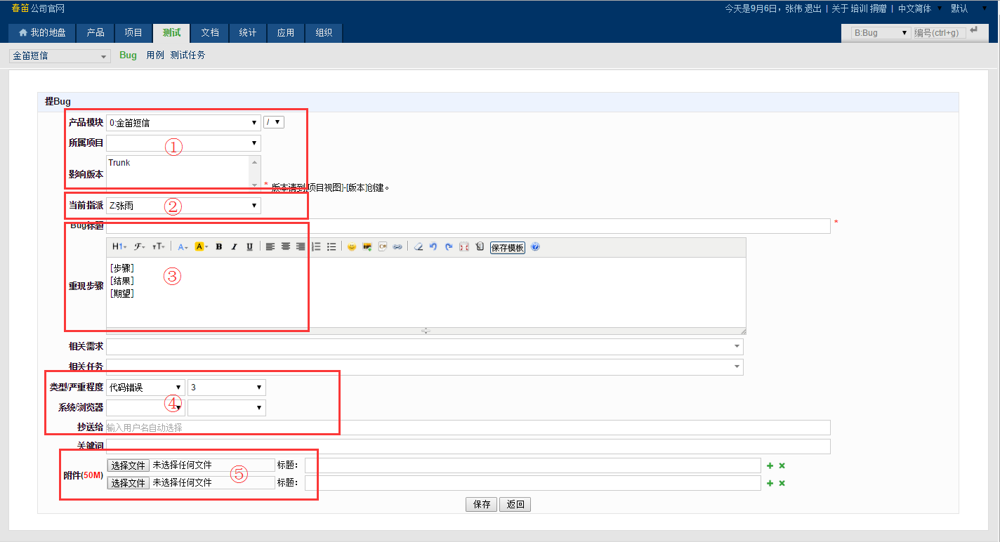 春笛公司官网
今天是9月6日，张伟 退出 | 关于 培训 捐赠 | 中文简体 默认
我的地盘 产品 项目 测试 文档 统计 应用 组织
B:Bug 编号(ctrl+g)
金笛短信 Bug 用例 测试任务
提Bug
产品模块 0:金笛短信 /
所属项目 ①
影响版本 Trunk
* 版本请到[项目视图]-[版本]创建。
当前指派 Z:张雨 ②
Bug标题 *
H1 F TT A A B I U 保存模板
重现步骤
[步骤]
[结果] ③
[期望]
相关需求
相关任务
类型/严重程度 代码错误 3
系统/浏览器 ④
抄送给 输入用户名自动选择
关键词
附件(50M)
选择文件 未选择任何文件 标题： ⑤
选择文件 未选择任何文件 标题：
保存 返回